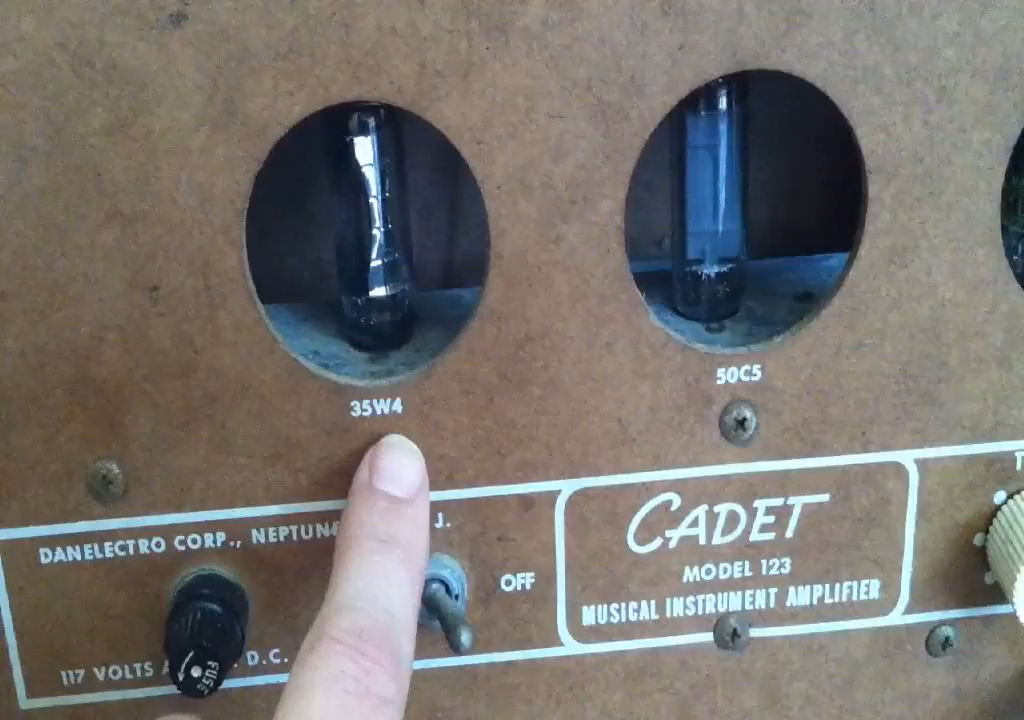 35W4
50C5
DANELECTRO CORP., NEPTUNE J.
OFF
CADET
MODEL 123
MUSICAL INSTRUMENT AMPLIFIER
T
117 VOLTS A D.C.
FUSE